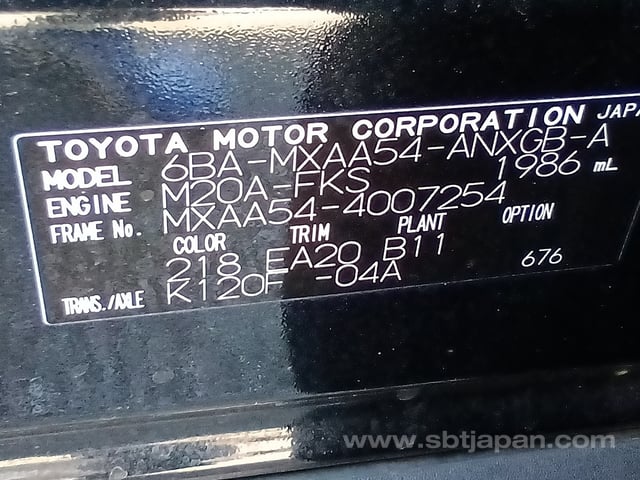 TOYOTA MOTOR CORPORATION JAPA
MODEL 6BA-MXAA54-ANXGB-A
ENGINE M20A-FKS 1986 mL
FRAME No. MXAA54-4007254
COLOR TRIM PLANT OPTION
218 EA20 B11 676
TRANS./AXLE K120F -04A
www.sbtjapan.com